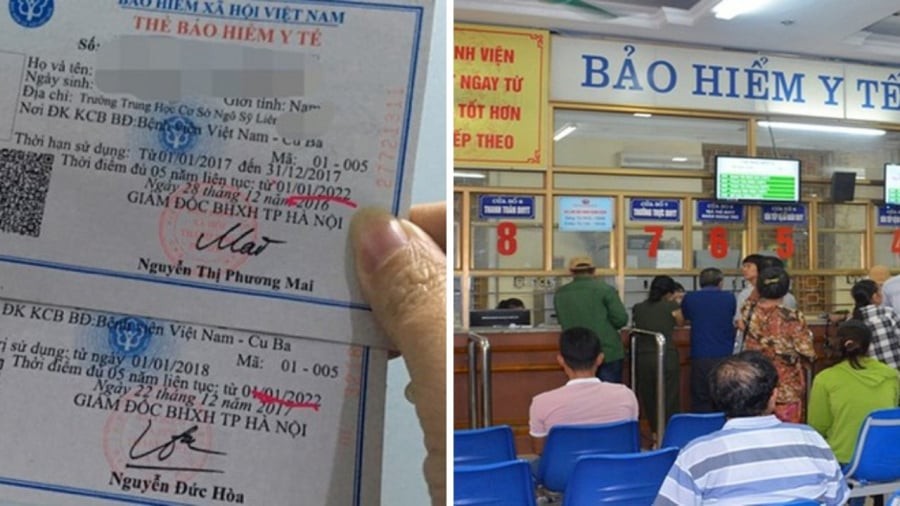 BẢO HIỂM XÃ HỘI VIỆT NAM
THẺ BẢO HIỂM Y TẾ
Số:
Họ và tên:
Ngày sinh:
Giới tính: Nam
Địa chỉ: Trường Trung Học Cơ Sở Ngô Sỹ Liên
Nơi ĐK KCB BĐ: Bệnh viện Việt Nam - Cu Ba
Mã: 01 - 005
Thời hạn sử dụng: Từ 01/01/2017 đến 31/12/2017
Thời điểm đủ 05 năm liên tục: từ 01/01/2022
Ngày 28 tháng 12 năm 2016
GIÁM ĐỐC BHXH TP HÀ NỘI
Nguyễn Thị Phương Mai
27721311
ĐK KCB BĐ: Bệnh viện Việt Nam - Cu Ba
Mã: 01 - 005
sử dụng: từ ngày 01/01/2018
Thời điểm đủ 05 năm liên tục: từ 01/01/2022
Ngày 22 tháng 12 năm 2017
GIÁM ĐỐC BHXH TP HÀ NỘI
Nguyễn Đức Hòa
NH VIỆN
NGAY TỪ
TỐT HƠN
ẾP THEO
BẢO HIỂM Y TẾ
8
7
6
5
4